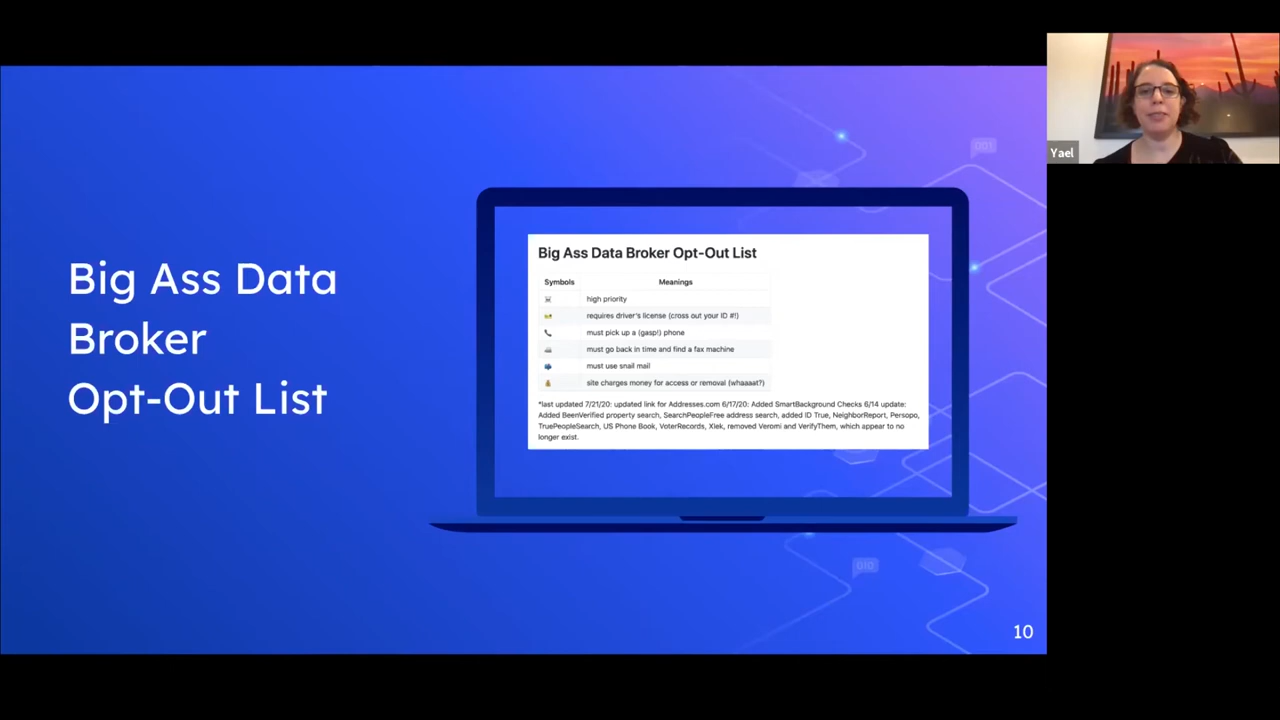 Big Ass Data
Broker
Opt-Out List
Big Ass Data Broker Opt-Out List
Symbols Meanings
high priority
requires driver's license (cross out your ID #!)
must pick up a (gasp!) phone
must go back in time and find a fax machine
must use snail mail
site charges money for access or removal (whaaaat?)
*last updated 7/21/20: updated link for Addresses.com 6/17/20: Added SmartBackground Checks 6/14 update:
Added BeenVerified property search, SearchPeopleFree address search, added ID True, NeighborReport, Persopo,
TruePeopleSearch, US Phone Book, VoterRecords, Xlek, removed Veromi and VerifyThem, which appear to no
longer exist.
001
010
10
Yael